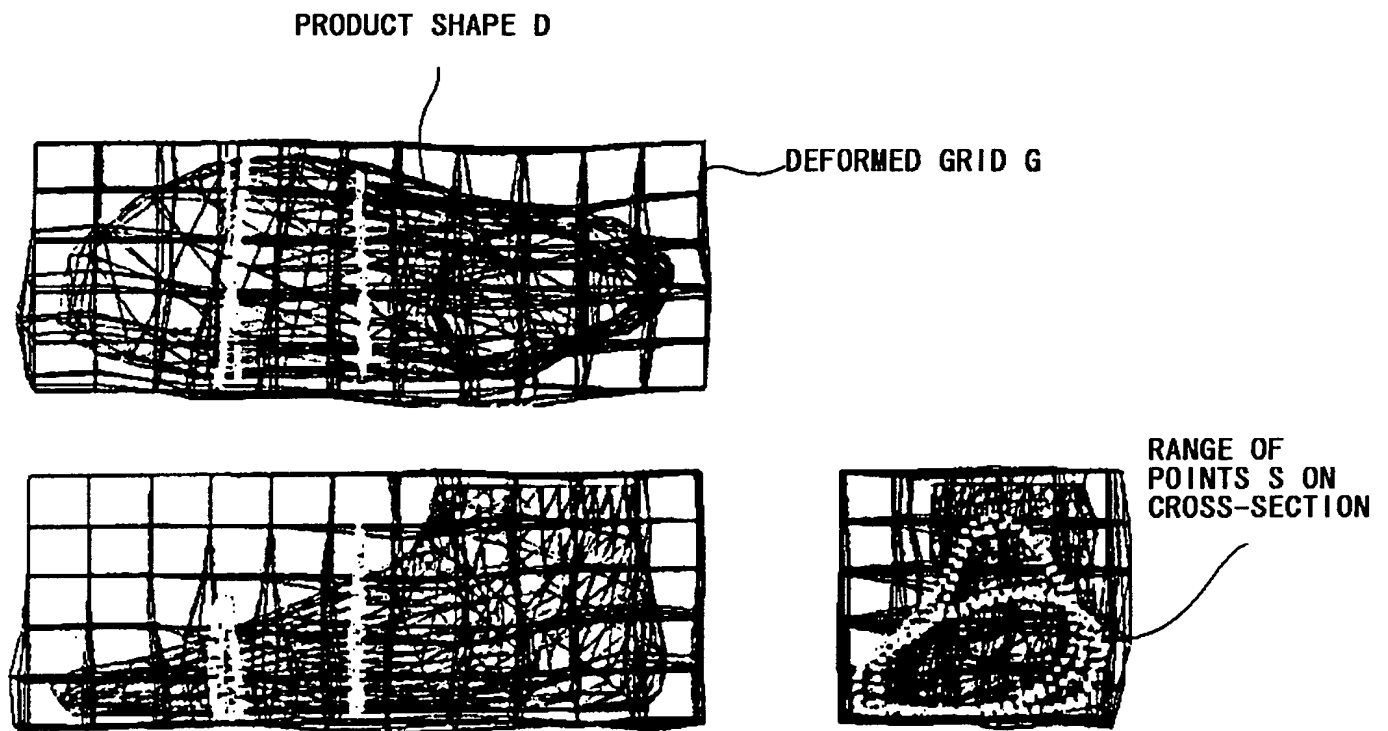 PRODUCT SHAPE D
DEFORMED GRID G
RANGE OF
POINTS S ON
CROSS-SECTION